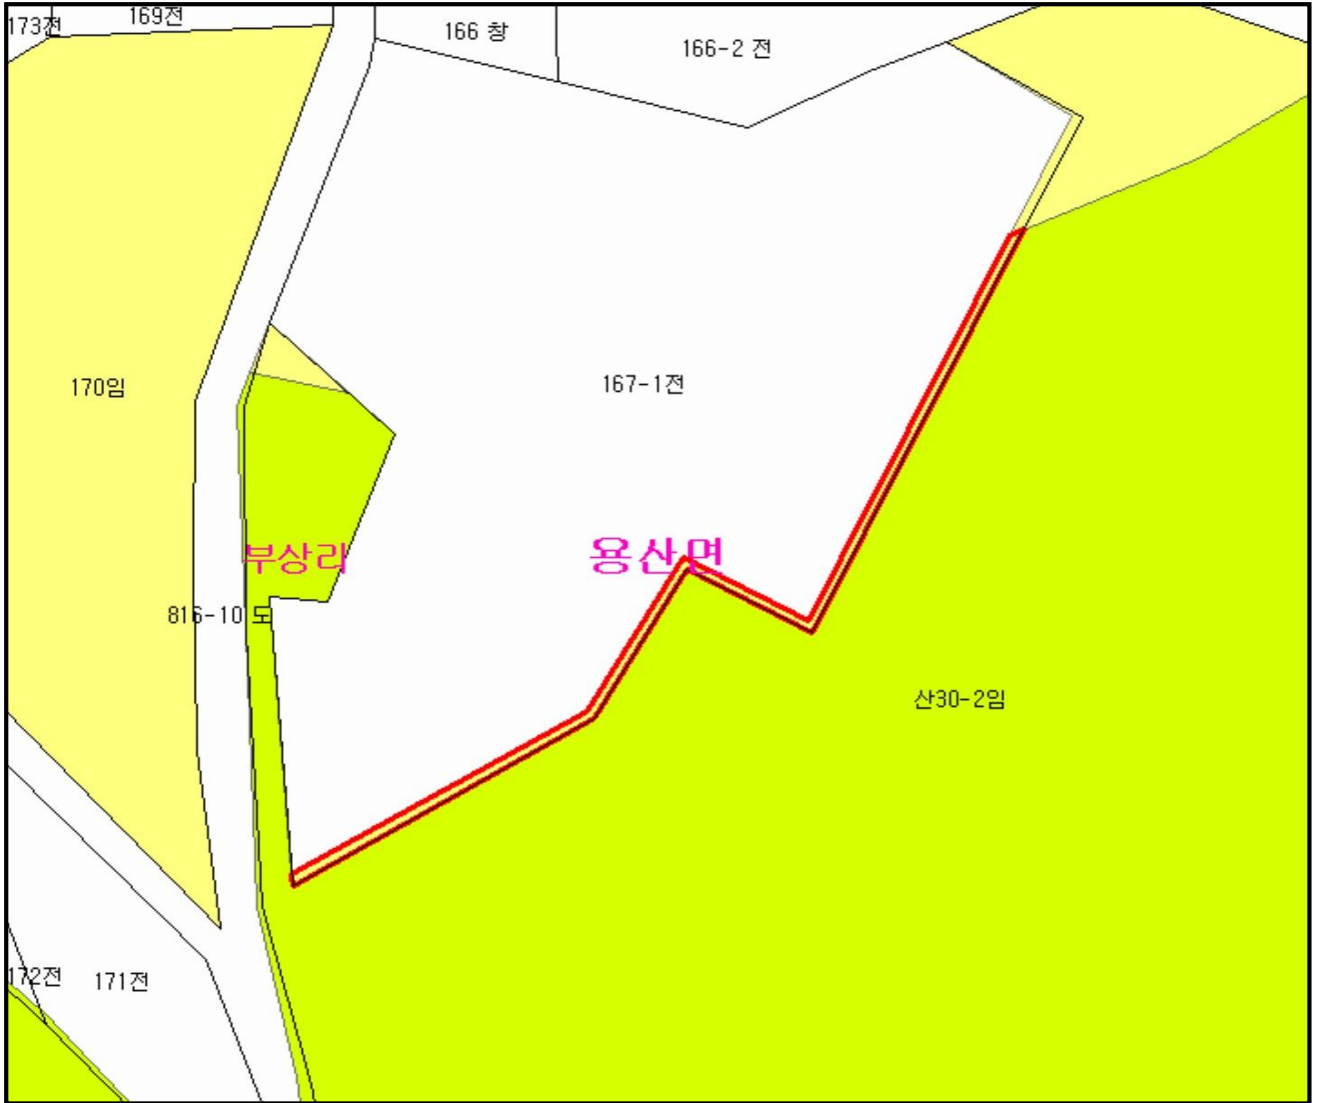 173전
169전
166 창
166-2 전
170임
167-1전
부상리
용산면
816-10 도
산30-2임
172전
171전